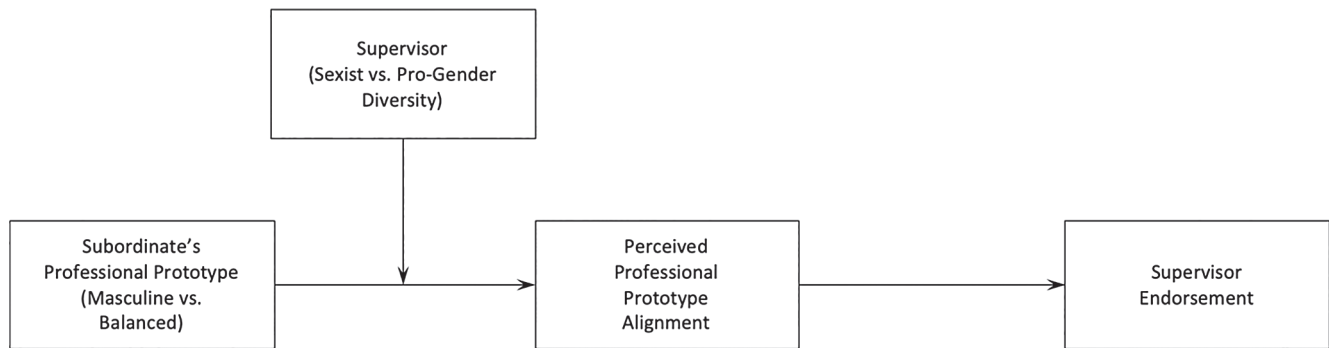 Supervisor
(Sexist vs. Pro-Gender
Diversity)
Subordinate’s
Professional Prototype
(Masculine vs.
Balanced)
Perceived
Professional
Prototype
Alignment
Supervisor
Endorsement